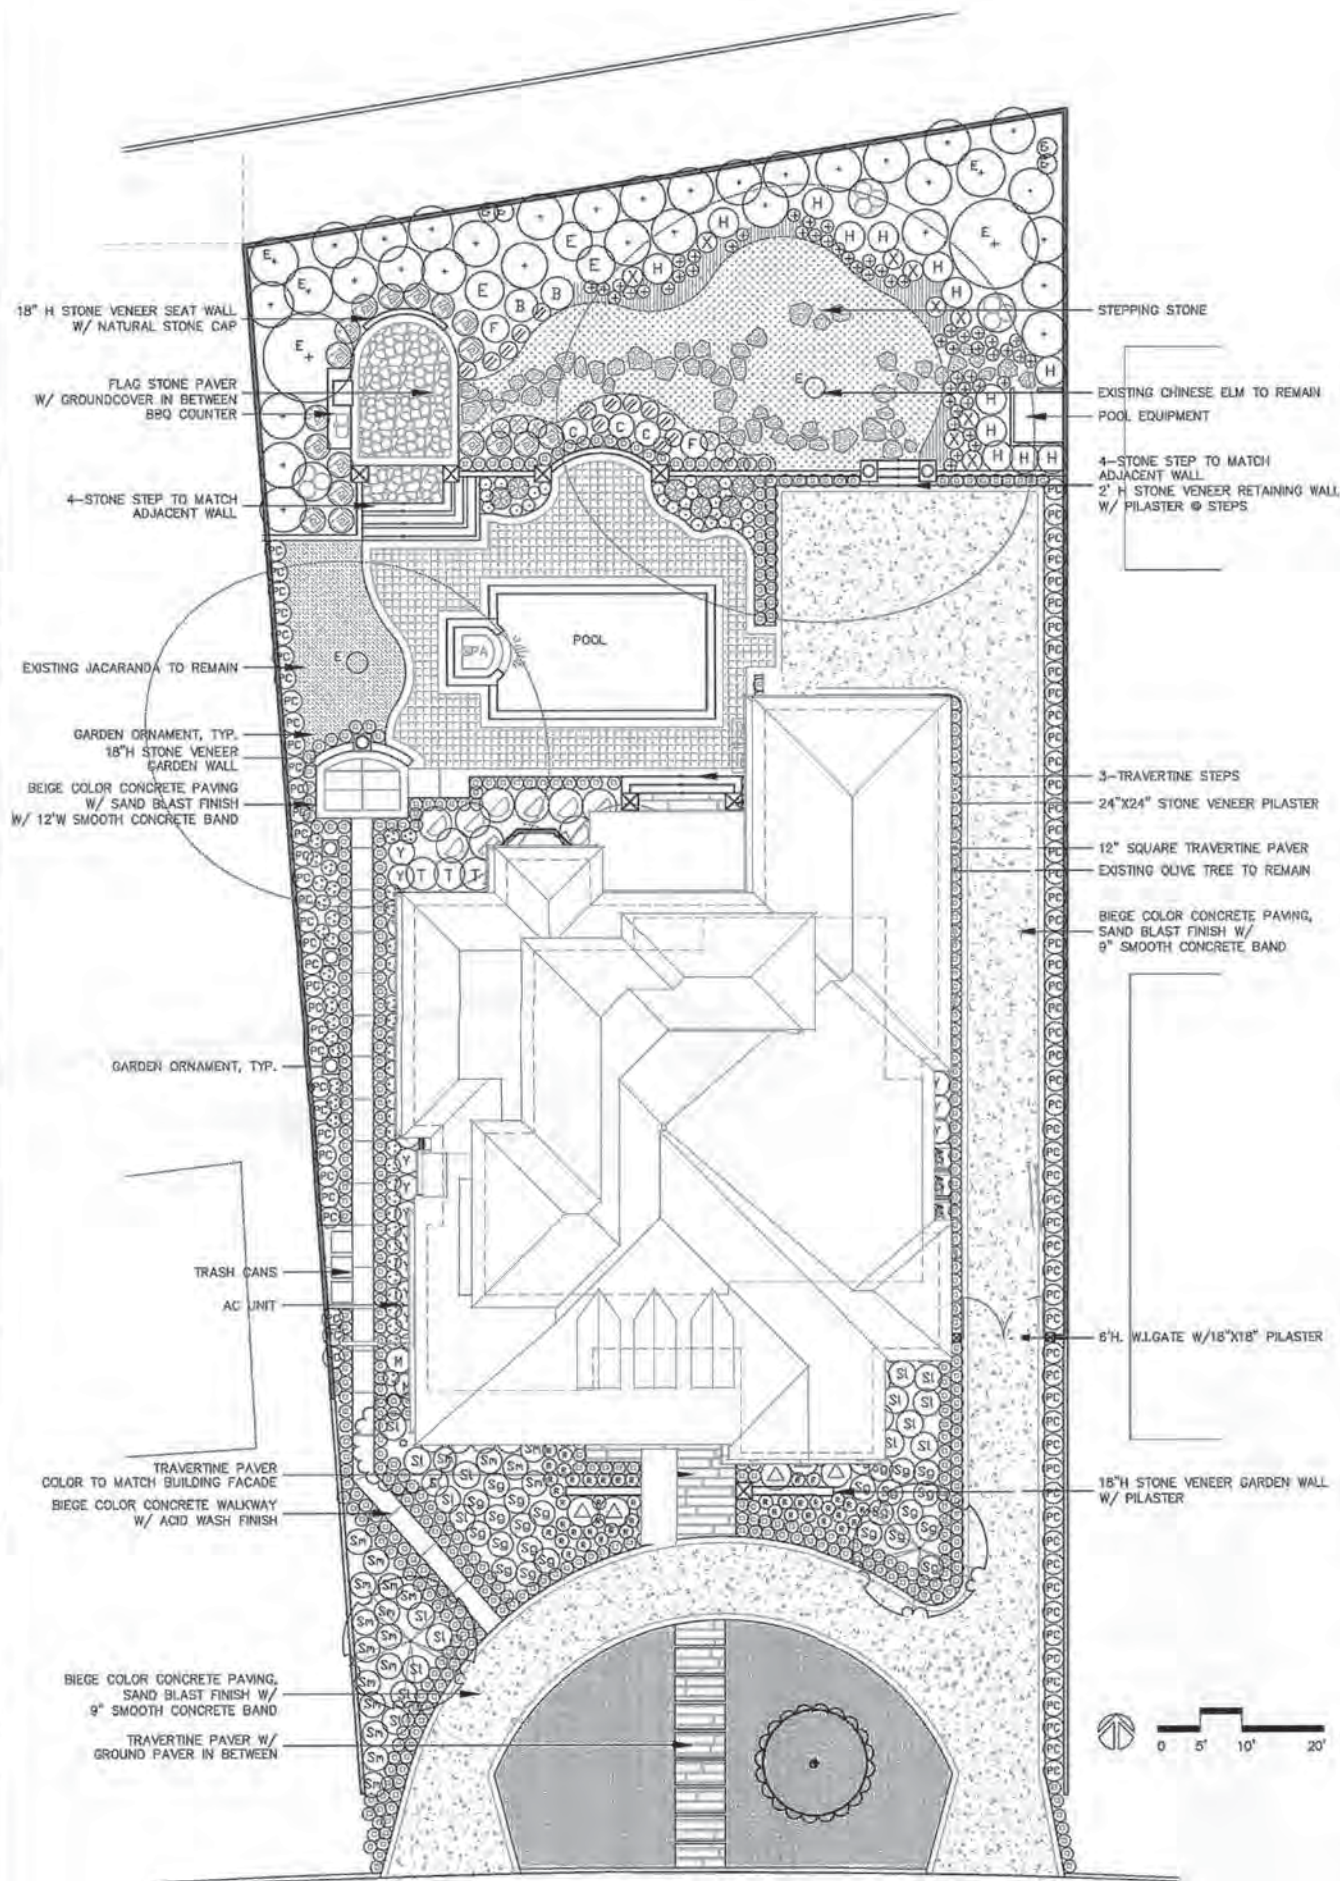 18" H STONE VENEER SEAT WALL
W/ NATURAL STONE CAP
FLAG STONE PAVER
W/ GROUNDCOVER IN BETWEEN
BBQ COUNTER
4-STONE STEP TO MATCH
ADJACENT WALL
EXISTING JACARANDA TO REMAIN
GARDEN ORNAMENT, TYP.
18"H STONE VENEER
GARDEN WALL
BEIGE COLOR CONCRETE PAVING
W/ SAND BLAST FINISH
W/ 12'W SMOOTH CONCRETE BAND
GARDEN ORNAMENT, TYP.
TRASH CANS
AC UNIT
TRAVERTINE PAVER
COLOR TO MATCH BUILDING FACADE
BIEGE COLOR CONCRETE WALKWAY
W/ ACID WASH FINISH
BIEGE COLOR CONCRETE PAVING,
SAND BLAST FINISH W/
9" SMOOTH CONCRETE BAND
TRAVERTINE PAVER W/
GROUND PAVER IN BETWEEN
POOL
SPA
STEPPING STONE
EXISTING CHINESE ELM TO REMAIN
POOL EQUIPMENT
4-STONE STEP TO MATCH
ADJACENT WALL
2' H STONE VENEER RETAINING WALL
W/ PILASTER @ STEPS
3-TRAVERTINE STEPS
24"X24" STONE VENEER PILASTER
12" SQUARE TRAVERTINE PAVER
EXISTING OLIVE TREE TO REMAIN
BIEGE COLOR CONCRETE PAVING,
SAND BLAST FINISH W/
9" SMOOTH CONCRETE BAND
6'H. W.I.GATE W/18"X18" PILASTER
18"H STONE VENEER GARDEN WALL
W/ PILASTER
0 5' 10' 20'